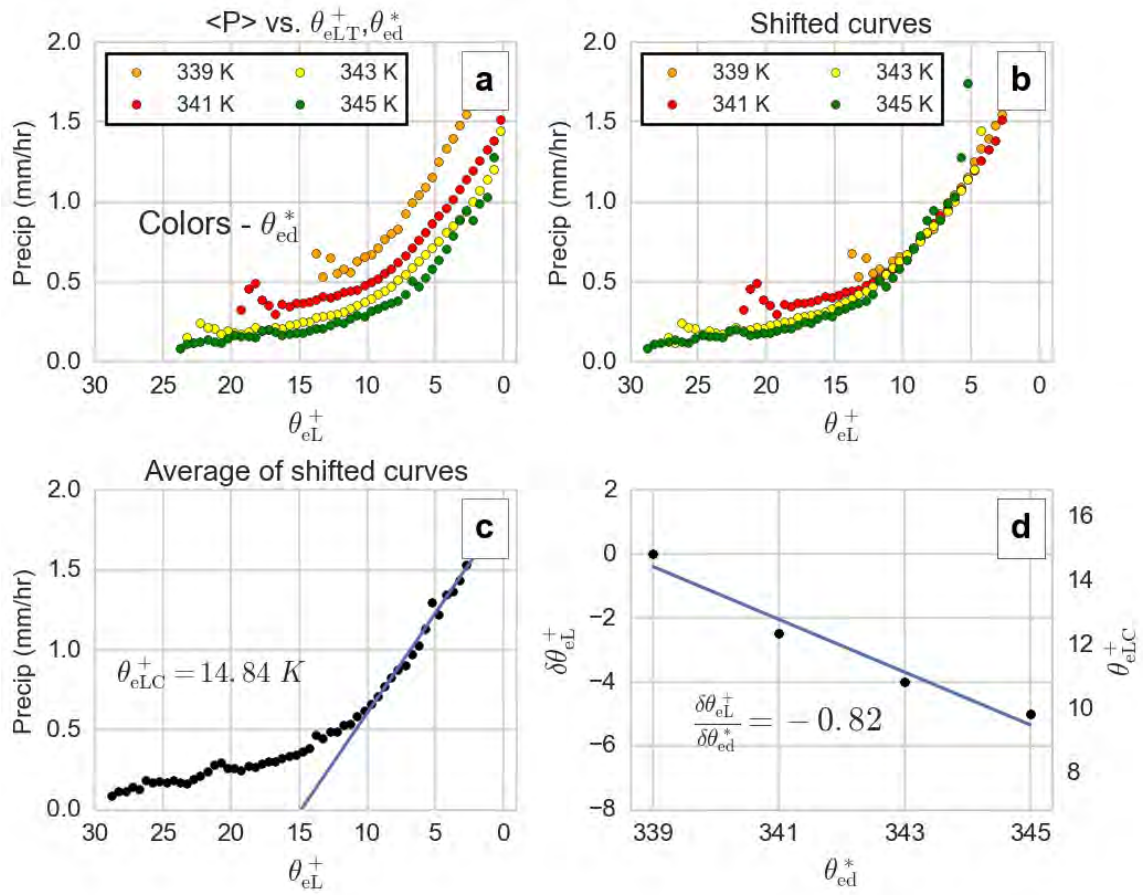 <P> vs. θ⁺eLT,θ*ed
2.0
1.5
1.0
0.5
0.0
Precip (mm/hr)
339 K
343 K
341 K
345 K
a
Colors - θ*ed
30 25 20 15 10 5 0
θ⁺eL
Shifted curves
2.0
1.5
1.0
0.5
0.0
Precip (mm/hr)
339 K
343 K
341 K
345 K
b
30 25 20 15 10 5 0
θ⁺eL
Average of shifted curves
2.0
1.5
1.0
0.5
0.0
Precip (mm/hr)
c
θ⁺eLC = 14.84 K
30 25 20 15 10 5 0
θ⁺eL
2
0
−2
−4
−6
−8
δθ⁺eL
d
δθ⁺eL/δθ*ed = −0.82
16
14
12
10
8
θ⁺eLC
339 341 343 345
θ*ed